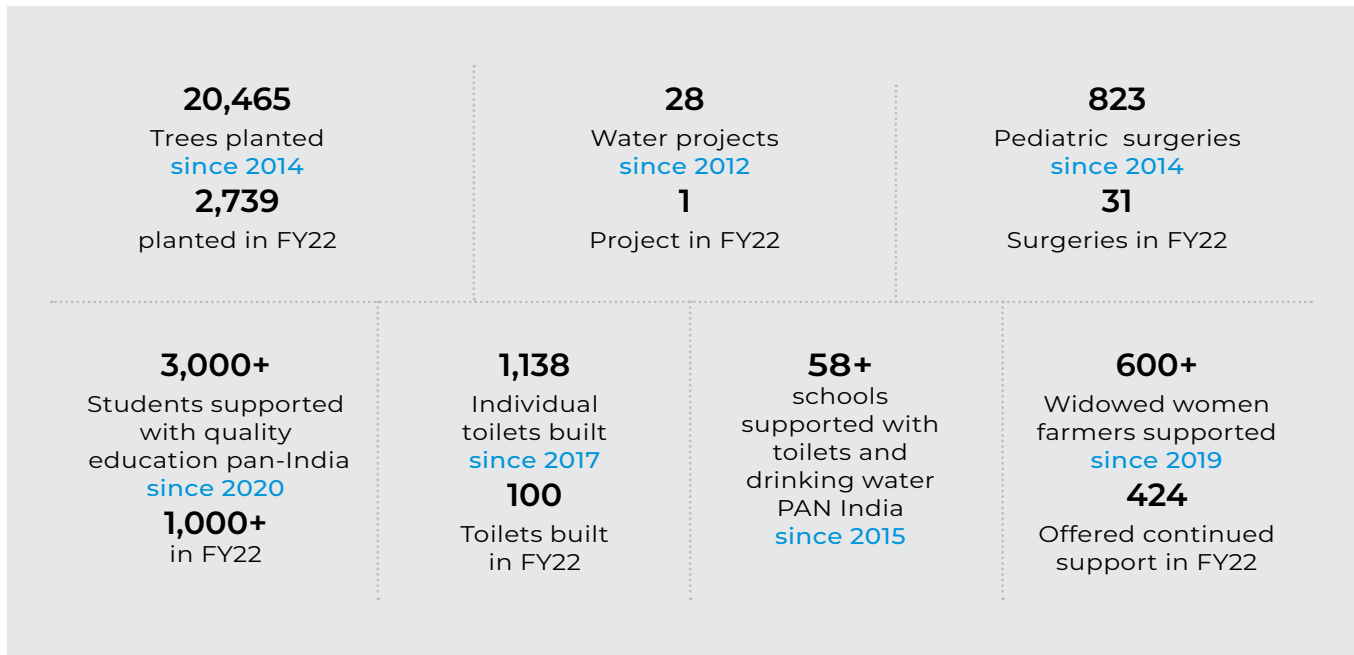 20,465
Trees planted
since 2014
2,739
planted in FY22
28
Water projects
since 2012
1
Project in FY22
823
Pediatric surgeries
since 2014
31
Surgeries in FY22
3,000+
Students supported
with quality
education pan-India
since 2020
1,000+
in FY22
1,138
Individual
toilets built
since 2017
100
Toilets built
in FY22
58+
schools
supported with
toilets and
drinking water
PAN India
since 2015
600+
Widowed women
farmers supported
since 2019
424
Offered continued
support in FY22